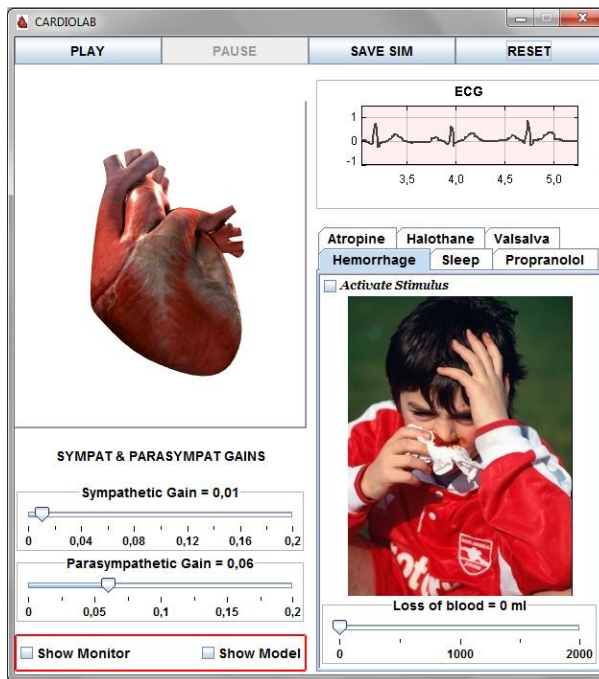 CARDIOLAB
PLAY PAUSE SAVE SIM RESET
ECG
1
0
-1
3,5 4,0 4,5 5,0
Atropine Halothane Valsalva
Hemorrhage Sleep Propranolol
Activate Stimulus
SYMPAT & PARASYMPAT GAINS
Sympathetic Gain = 0,01
0 0,04 0,08 0,12 0,16 0,2
Parasympathetic Gain = 0,06
0 0,05 0,1 0,15 0,2
Show Monitor Show Model
Loss of blood = 0 ml
0 1000 2000